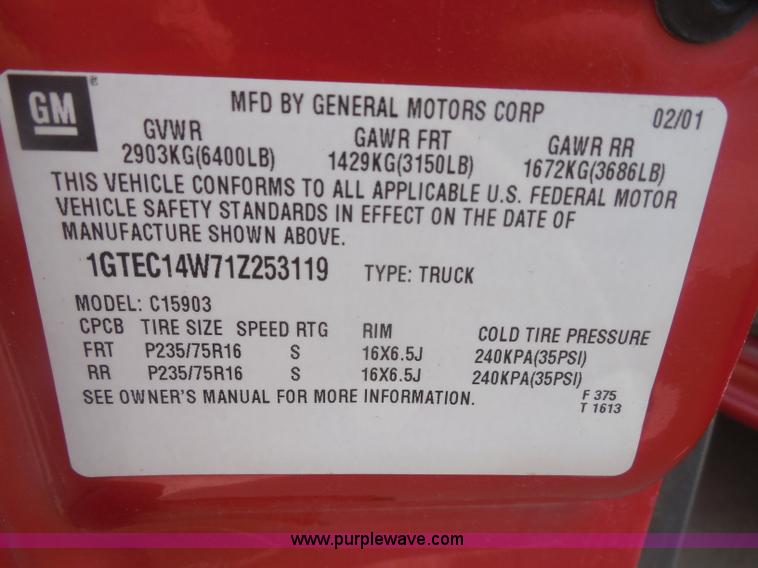 GM
MFD BY GENERAL MOTORS CORP 02/01
GVWR GAWR FRT GAWR RR
2903KG(6400LB) 1429KG(3150LB) 1672KG(3686LB)
THIS VEHICLE CONFORMS TO ALL APPLICABLE U.S. FEDERAL MOTOR
VEHICLE SAFETY STANDARDS IN EFFECT ON THE DATE OF
MANUFACTURE SHOWN ABOVE.
1GTEC14W71Z253119 TYPE: TRUCK
MODEL: C15903
CPCB TIRE SIZE SPEED RTG RIM COLD TIRE PRESSURE
FRT P235/75R16 S 16X6.5J 240KPA(35PSI)
RR P235/75R16 S 16X6.5J 240KPA(35PSI)
SEE OWNER'S MANUAL FOR MORE INFORMATION. F 375
T 1613
www.purplewave.com